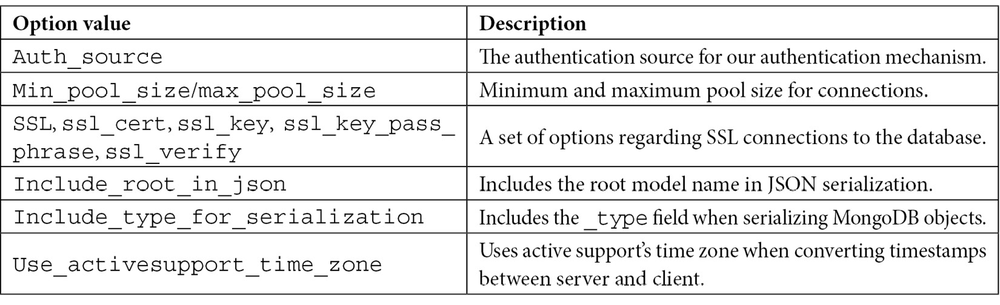 Option value
Description
Auth_source
The authentication source for our authentication mechanism.
Min_pool_size/max_pool_size
Minimum and maximum pool size for connections.
SSL, ssl_cert, ssl_key, ssl_key_pass_
phrase, ssl_verify
A set of options regarding SSL connections to the database.
Include_root_in_json
Includes the root model name in JSON serialization.
Include_type_for_serialization
Includes the _type field when serializing MongoDB objects.
Use_activesupport_time_zone
Uses active support’s time zone when converting timestamps
between server and client.